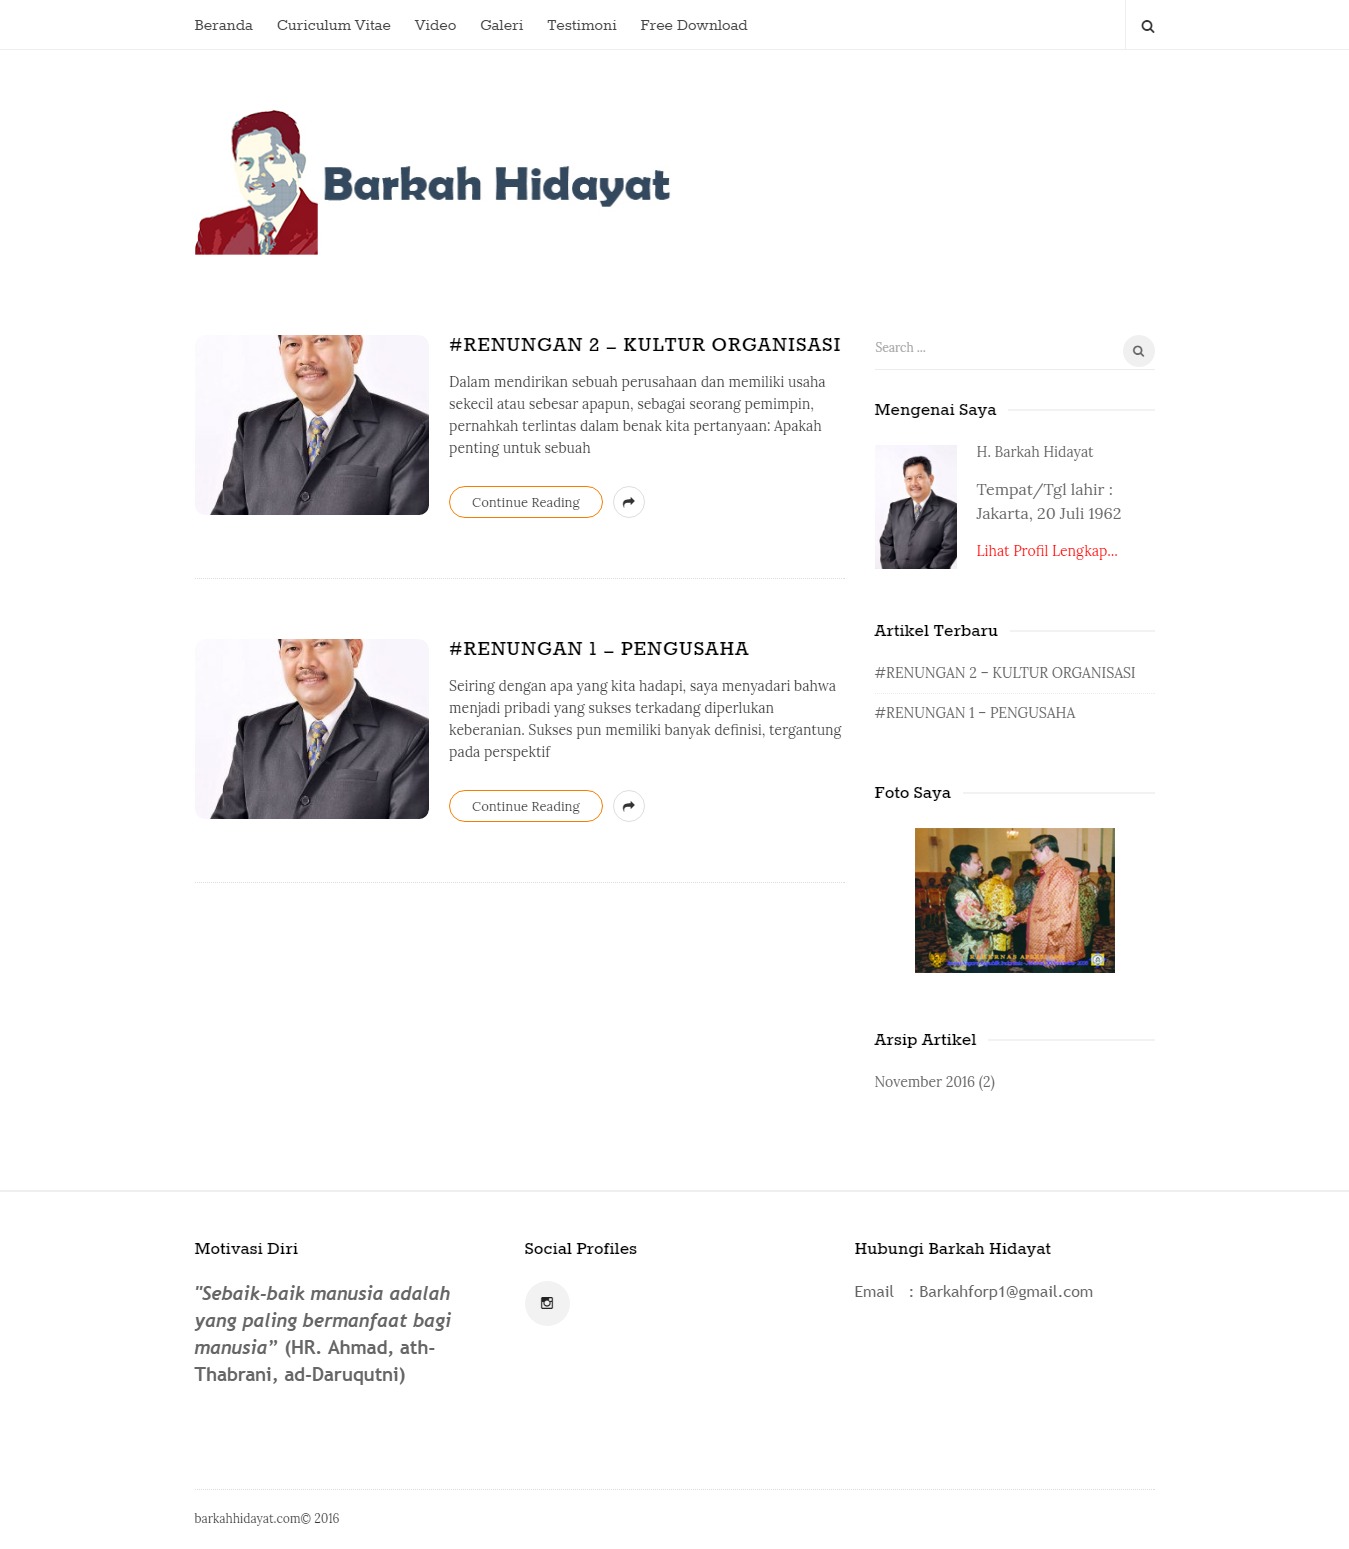 Beranda Curiculum Vitae Video Galeri Testimoni Free Download
Barkah Hidayat
#RENUNGAN 2 – KULTUR ORGANISASI
Dalam mendirikan sebuah perusahaan dan memiliki usaha
sekecil atau sebesar apapun, sebagai seorang pemimpin,
pernahkah terlintas dalam benak kita pertanyaan: Apakah
penting untuk sebuah
Continue Reading
#RENUNGAN 1 – PENGUSAHA
Seiring dengan apa yang kita hadapi, saya menyadari bahwa
menjadi pribadi yang sukses terkadang diperlukan
keberanian. Sukses pun memiliki banyak definisi, tergantung
pada perspektif
Continue Reading
Search ...
Mengenai Saya
H. Barkah Hidayat
Tempat/Tgl lahir :
Jakarta, 20 Juli 1962
Lihat Profil Lengkap...
Artikel Terbaru
#RENUNGAN 2 – KULTUR ORGANISASI
#RENUNGAN 1 – PENGUSAHA
Foto Saya
Arsip Artikel
November 2016 (2)
Motivasi Diri
"Sebaik-baik manusia adalah
yang paling bermanfaat bagi
manusia” (HR. Ahmad, ath-
Thabrani, ad-Daruqutni)
Social Profiles
Hubungi Barkah Hidayat
Email : Barkahforp1@gmail.com
barkahhidayat.com© 2016